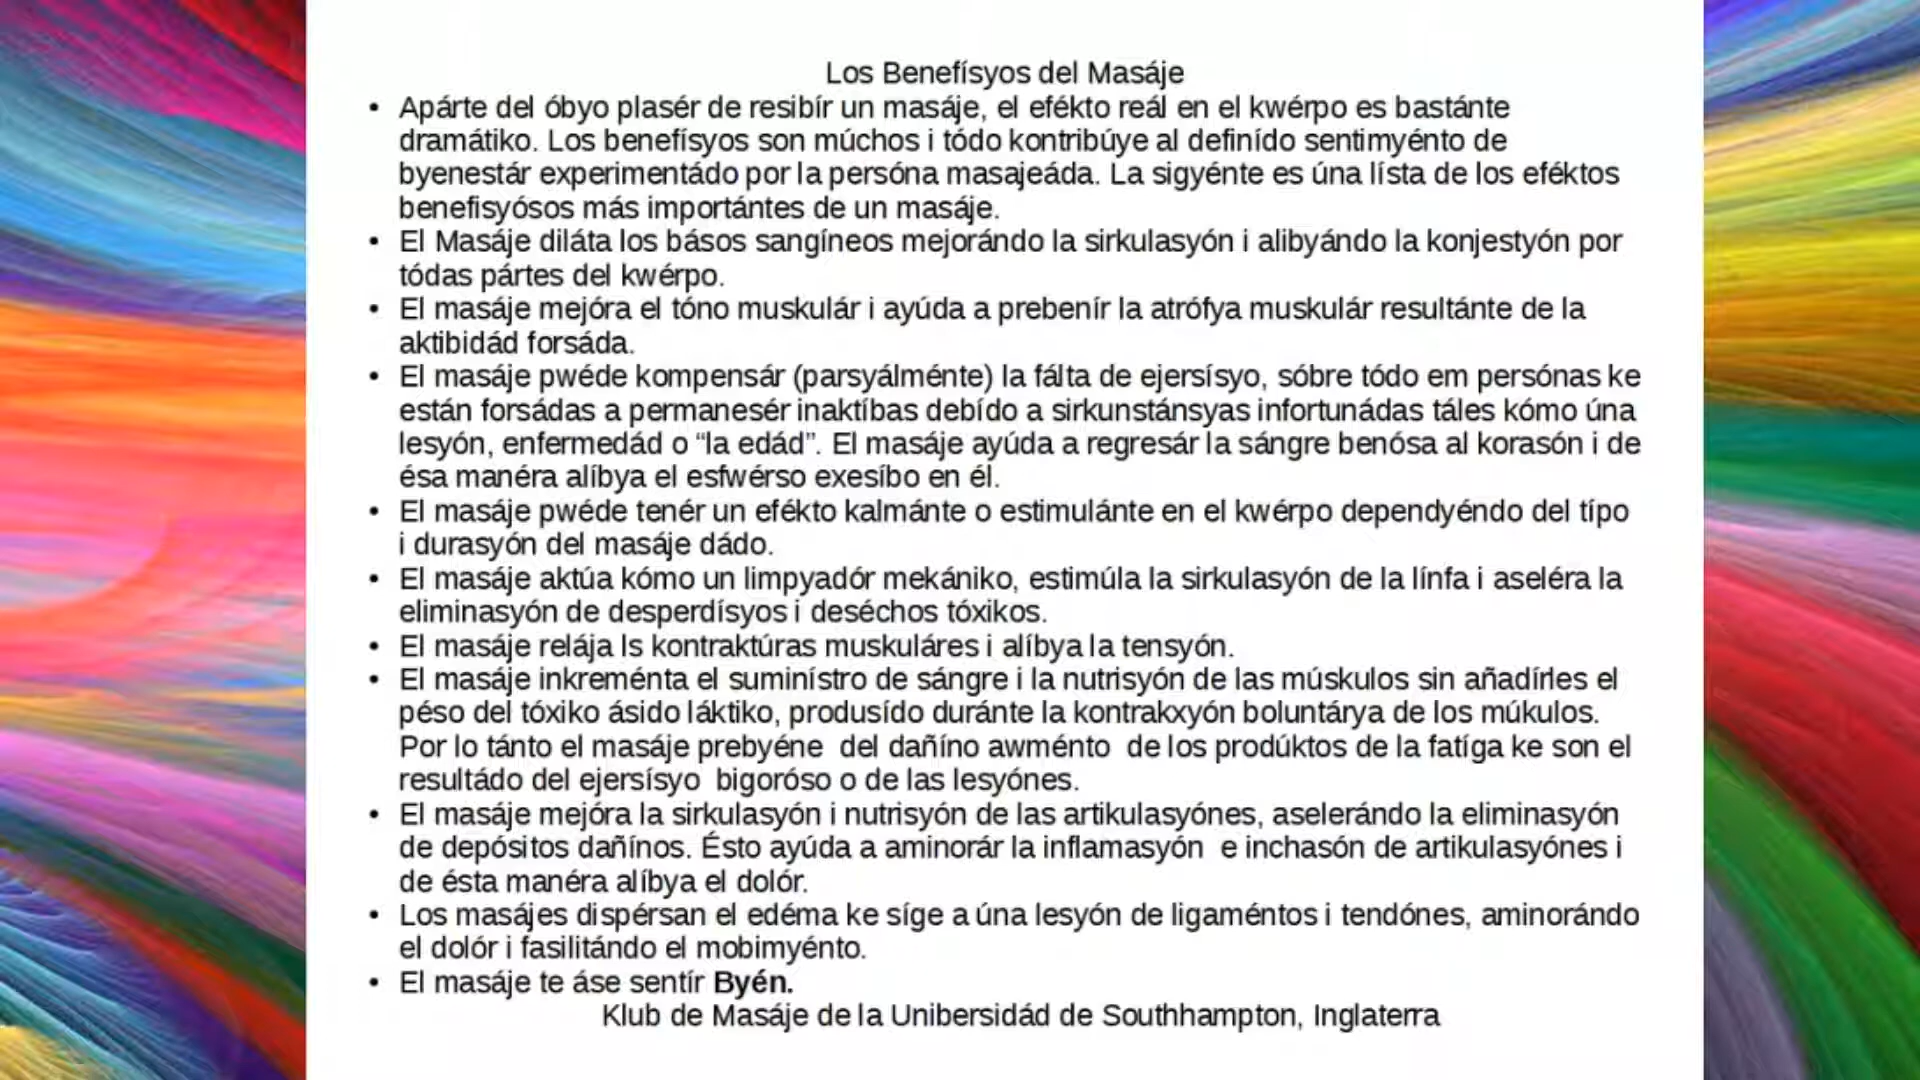 Los Benefísyos del Masáje
• Apárte del óbyo plasér de resibír un masáje, el efékto reál en el kwérpo es bastánte
dramátiko. Los benefísyos son múchos i tódo kontribúye al definído sentimyénto de
byenestár experimentádo por la persóna masajeáda. La sigyénte es úna lísta de los eféktos
benefisyósos más importántes de un masáje.
• El Masáje diláta los básos sangíneos mejorándo la sirkulasyón i alibyándo la konjestyón por
tódas pártes del kwérpo.
• El masáje mejóra el tóno muskulár i ayúda a prebenír la atrófya muskulár resultánte de la
aktibidád forsáda.
• El masáje pwéde kompensár (parsyálménte) la fálta de ejersísyo, sóbre tódo em persónas ke
están forsádas a permanesér inaktíbas debído a sirkunstánsyas infortunádas táles kómo úna
lesyón, enfermedád o “la edád”. El masáje ayúda a regresár la sángre benósa al korasón i de
ésa manéra alíbya el esfwérso exesíbo en él.
• El masáje pwéde tenér un efékto kalmánte o estimulánte en el kwérpo dependyéndo del típo
i durasyón del masáje dádo.
• El masáje aktúa kómo un limpyadór mekániko, estimúla la sirkulasyón de la línfa i aseléra la
eliminasyón de desperdísyos i deséchos tóxikos.
• El masáje relája ls kontraktúras muskuláres i alíbya la tensyón.
• El masáje inkreménta el suminístro de sángre i la nutrisyón de las múskulos sin añadírles el
péso del tóxiko ásido láktiko, produsído duránte la kontrakxyón boluntárya de los múkulos.
Por lo tánto el masáje prebyéne del dañíno awménto de los prodúktos de la fatíga ke son el
resultádo del ejersísyo bigoróso o de las lesyónes.
• El masáje mejóra la sirkulasyón i nutrisyón de las artikulasyónes, aselerándo la eliminasyón
de depósitos dañínos. Ésto ayúda a aminorár la inflamasyón e inchasón de artikulasyónes i
de ésta manéra alíbya el dolór.
• Los masájes dispérsan el edéma ke síge a úna lesyón de ligaméntos i tendónes, aminorándo
el dolór i fasilitándo el mobimyénto.
• El masáje te áse sentír Byén.
Klub de Masáje de la Unibersidád de Southhampton, Inglaterra